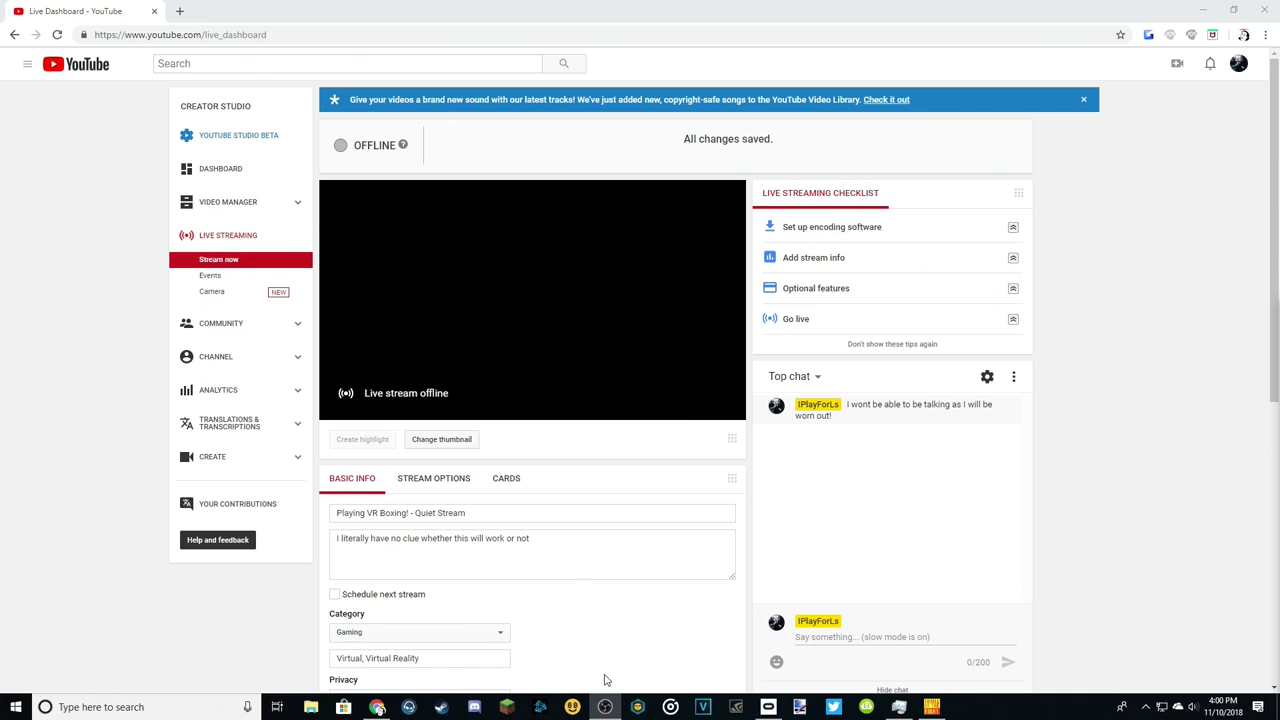 Live Dashboard - YouTube
https://www.youtube.com/live_dashboard
YouTube
Search
CREATOR STUDIO
YOUTUBE STUDIO BETA
DASHBOARD
VIDEO MANAGER
LIVE STREAMING
Stream now
Events
Camera NEW
COMMUNITY
CHANNEL
ANALYTICS
TRANSLATIONS &
TRANSCRIPTIONS
CREATE
YOUR CONTRIBUTIONS
Help and feedback
Give your videos a brand new sound with our latest tracks! We've just added new, copyright-safe songs to the YouTube Video Library. Check it out
OFFLINE
All changes saved.
Live stream offline
Create highlight Change thumbnail
BASIC INFO STREAM OPTIONS CARDS
Playing VR Boxing! - Quiet Stream
I literally have no clue whether this will work or not
Schedule next stream
Category
Gaming
Virtual, Virtual Reality
Privacy
LIVE STREAMING CHECKLIST
Set up encoding software
Add stream info
Optional features
Go live
Don't show these tips again
Top chat
IPlayForLs I wont be able to be talking as I will be
worn out!
IPlayForLs
Say something... (slow mode is on)
0/200
Hide chat
Type here to search
4:00 PM
11/10/2018